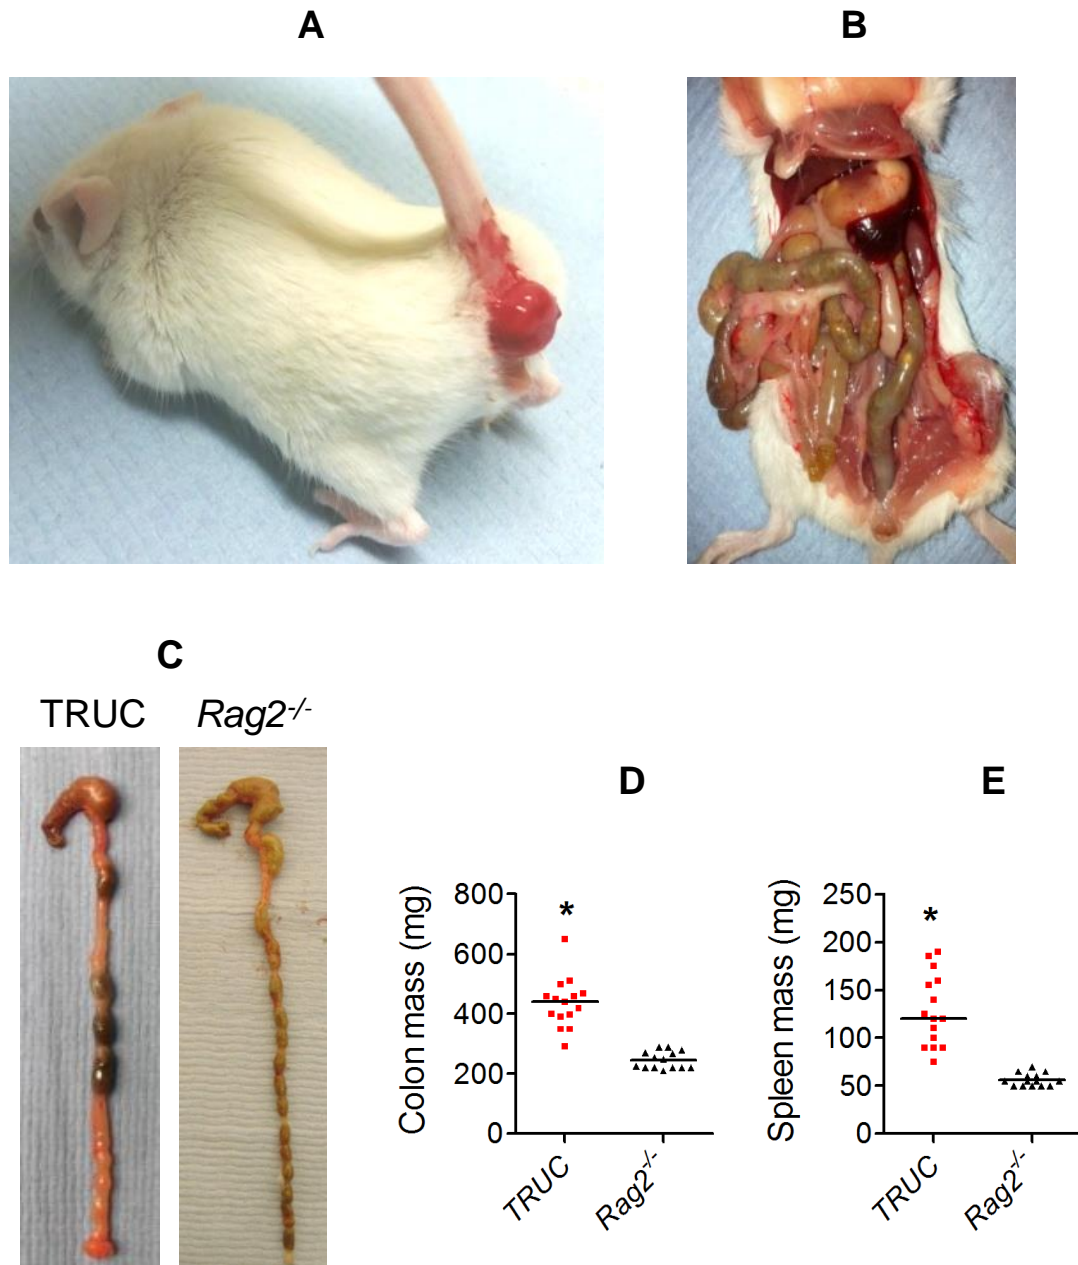 A
B
C
TRUC
Rag2-/-
D
E
Colon mass (mg)
800
600
400
200
0
*
TRUC
Rag2-/-
Spleen mass (mg)
250
200
150
100
50
0
*
TRUC
Rag2-/-